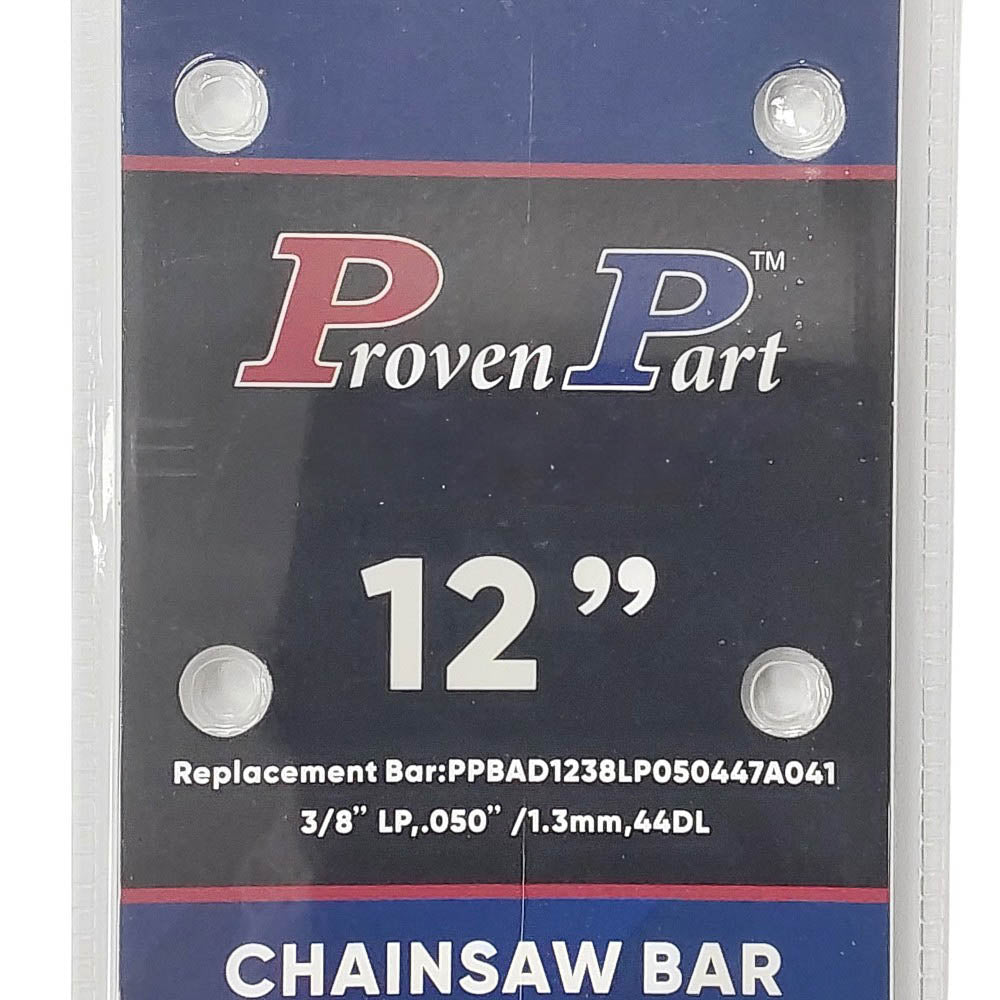 Proven Part™
12”
Replacement Bar:PPBAD1238LP050447A041
3/8” LP,.050” /1.3mm,44DL
CHAINSAW BAR